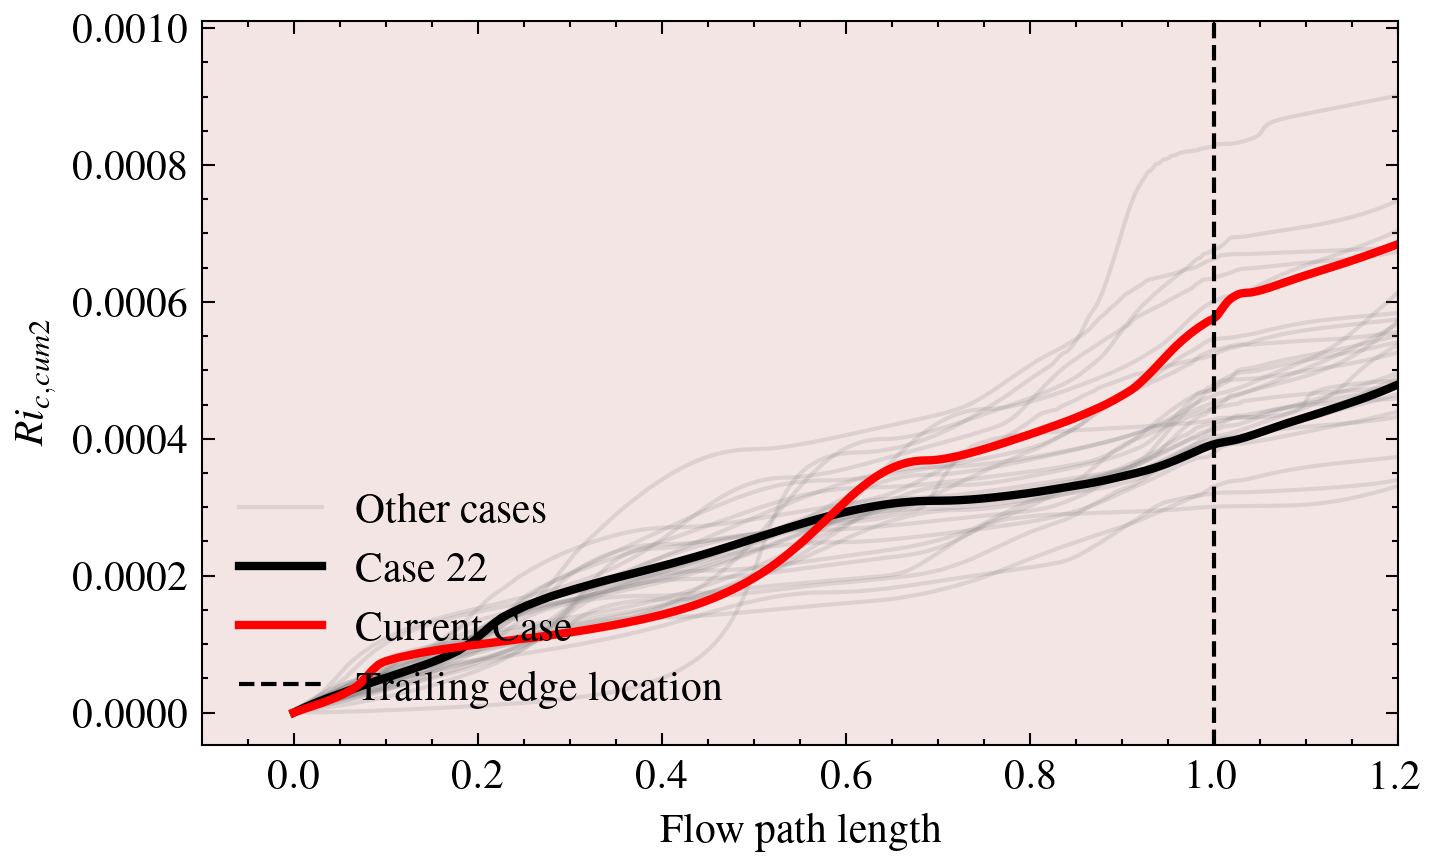 0.0010
0.0008
0.0006
0.0004
0.0002
0.0000
Ri_{c,cum2}
Other cases
Case 22
Current Case
Trailing edge location
0.0 0.2 0.4 0.6 0.8 1.0 1.2
Flow path length